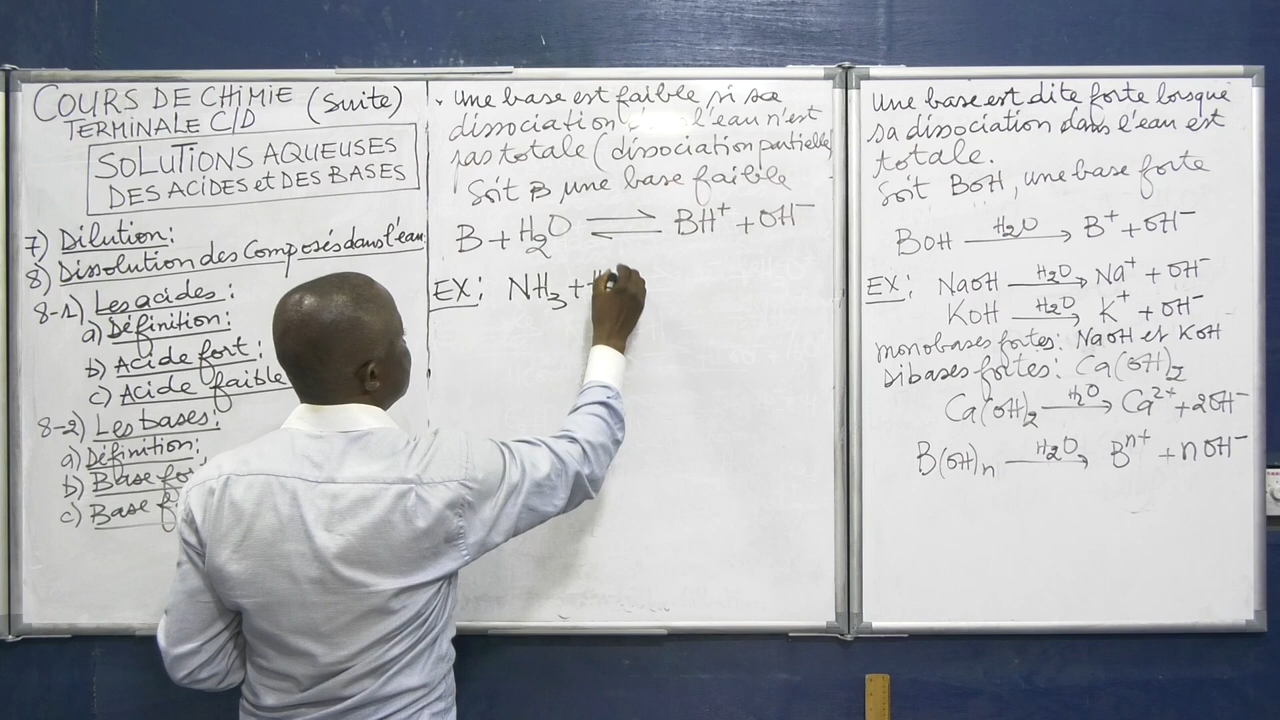 COURS DE CHIMIE (Suite)
TERMINALE C/D
SOLUTIONS AQUEUSES
DES ACIDES et DES BASES
7) Dilution:
8) Dissolution des Composés dans l'eau
8-1) Les acides:
a) Définition:
b) Acide fort:
c) Acide faible
8-2) Les bases:
a) Définition:
b) Base fo
c) Base f
. Une base est faible, si sa
dissociation l'eau n'est
pas totale (dissociation partielle)
Soit B, une base faible
B + H₂O ⇌ BH⁺ + OH⁻
EX: NH₃ +
Une base est dite forte lorsque
sa dissociation dans l'eau est
totale.
Soit BOH, une base forte
BOH —H₂O→ B⁺ + OH⁻
EX: NaOH —H₂O→ Na⁺ + OH⁻
KOH —H₂O→ K⁺ + OH⁻
monobases fortes: NaOH et KOH
Dibases fortes: Ca(OH)₂
Ca(OH)₂ —H₂O→ Ca²⁺ + 2OH⁻
B(OH)n —H₂O→ Bⁿ⁺ + nOH⁻